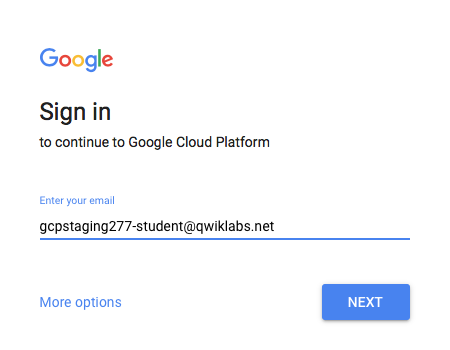 Google
Sign in
to continue to Google Cloud Platform
Enter your email
gcpstaging277-student@qwiklabs.net
More options
NEXT